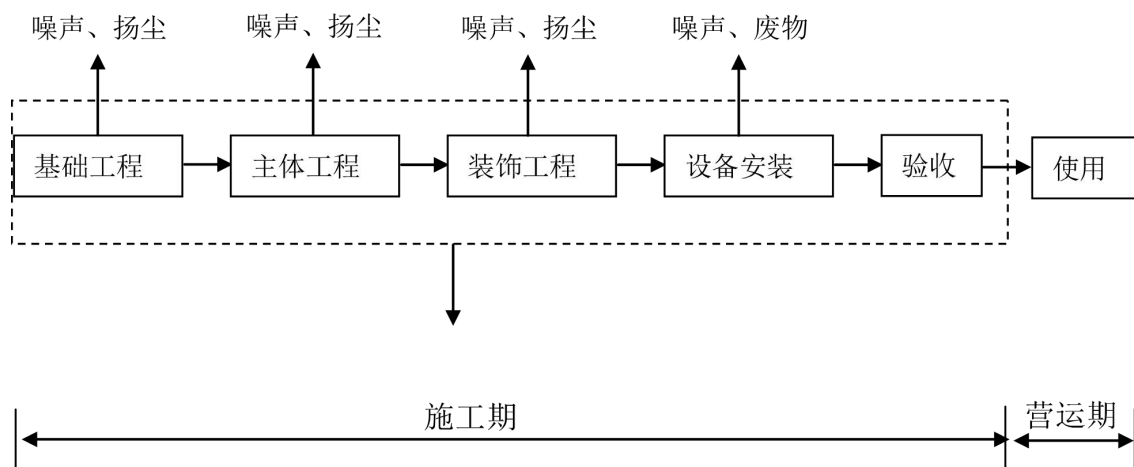 噪声、扬尘
噪声、扬尘
噪声、扬尘
噪声、废物
基础工程
主体工程
装饰工程
设备安装
验收
使用
施工期
营运期